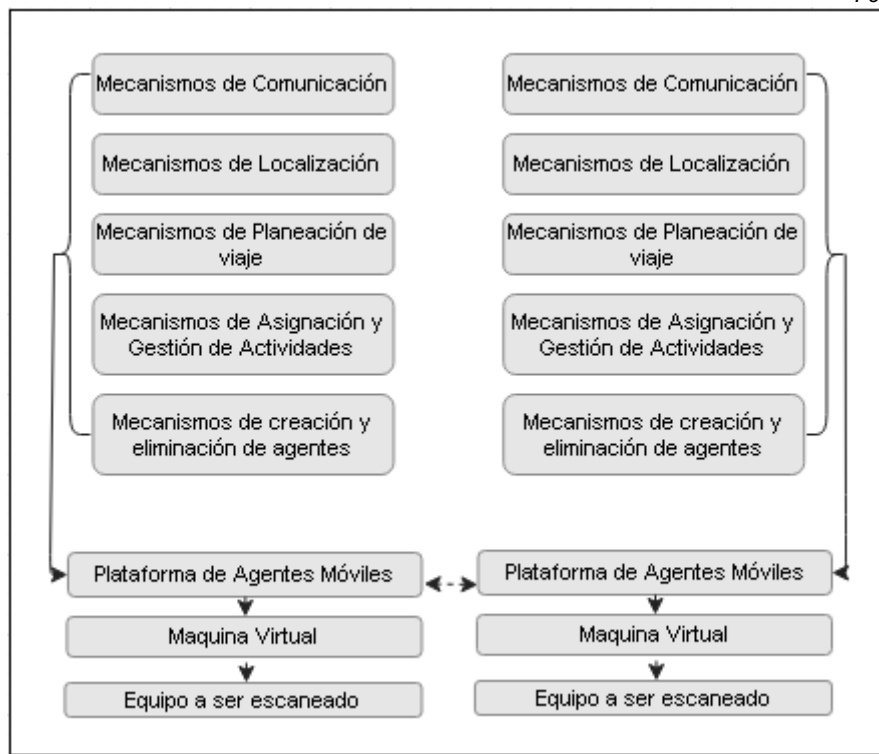 Mecanismos de Comunicación
Mecanismos de Localización
Mecanismos de Planeación de
viaje
Mecanismos de Asignación y
Gestión de Actividades
Mecanismos de creación y
eliminación de agentes
Plataforma de Agentes Móviles
Maquina Virtual
Equipo a ser escaneado
Mecanismos de Comunicación
Mecanismos de Localización
Mecanismos de Planeación de
viaje
Mecanismos de Asignación y
Gestión de Actividades
Mecanismos de creación y
eliminación de agentes
Plataforma de Agentes Móviles
Maquina Virtual
Equipo a ser escaneado